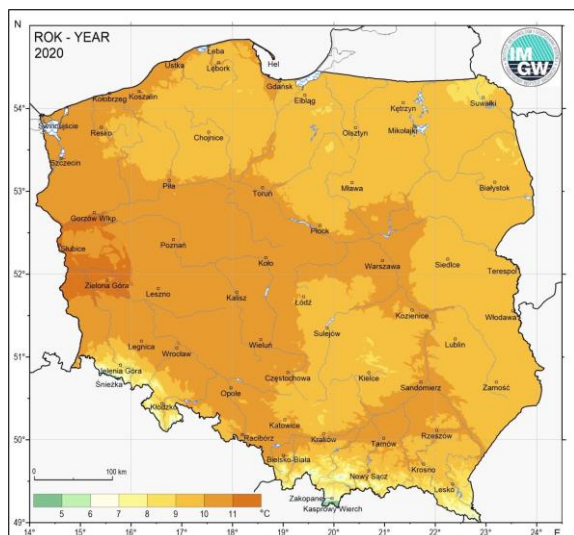 ROK - YEAR
2020
IMGW
N
54°
53°
52°
51°
50°
49°
Łeba
Ustka
Lębork
Hel
Gdańsk
Kołobrzeg
Koszalin
Elbląg
Kętrzyn
Suwałki
Świnoujście
Resko
Chojnice
Olsztyn
Mikołajki
Szczecin
Piła
Toruń
Mława
Białystok
Gorzów Wlkp.
Płock
Słubice
Poznań
Koło
Warszawa
Siedlce
Terespol
Zielona Góra
Leszno
Kalisz
Łódź
Kozienice
Włodawa
Sulejów
Legnica
Wrocław
Wieluń
Lublin
Jelenia Góra
Śnieżka
Częstochowa
Kielce
Sandomierz
Zamość
Kłodzko
Opole
Katowice
Racibórz
Kraków
Tarnów
Rzeszów
Bielsko-Biała
Nowy Sącz
Krosno
Lesko
Zakopane
Kasprowy Wierch
0 100 km
5 6 7 8 9 10 11 °C
14° 15° 16° 17° 18° 19° 20° 21° 22° 23° E